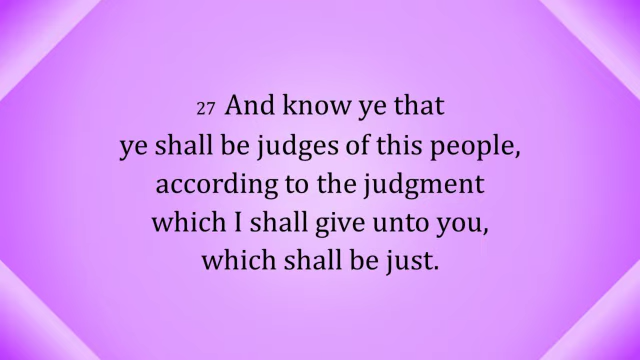 27 And know ye that
ye shall be judges of this people,
according to the judgment
which I shall give unto you,
which shall be just.